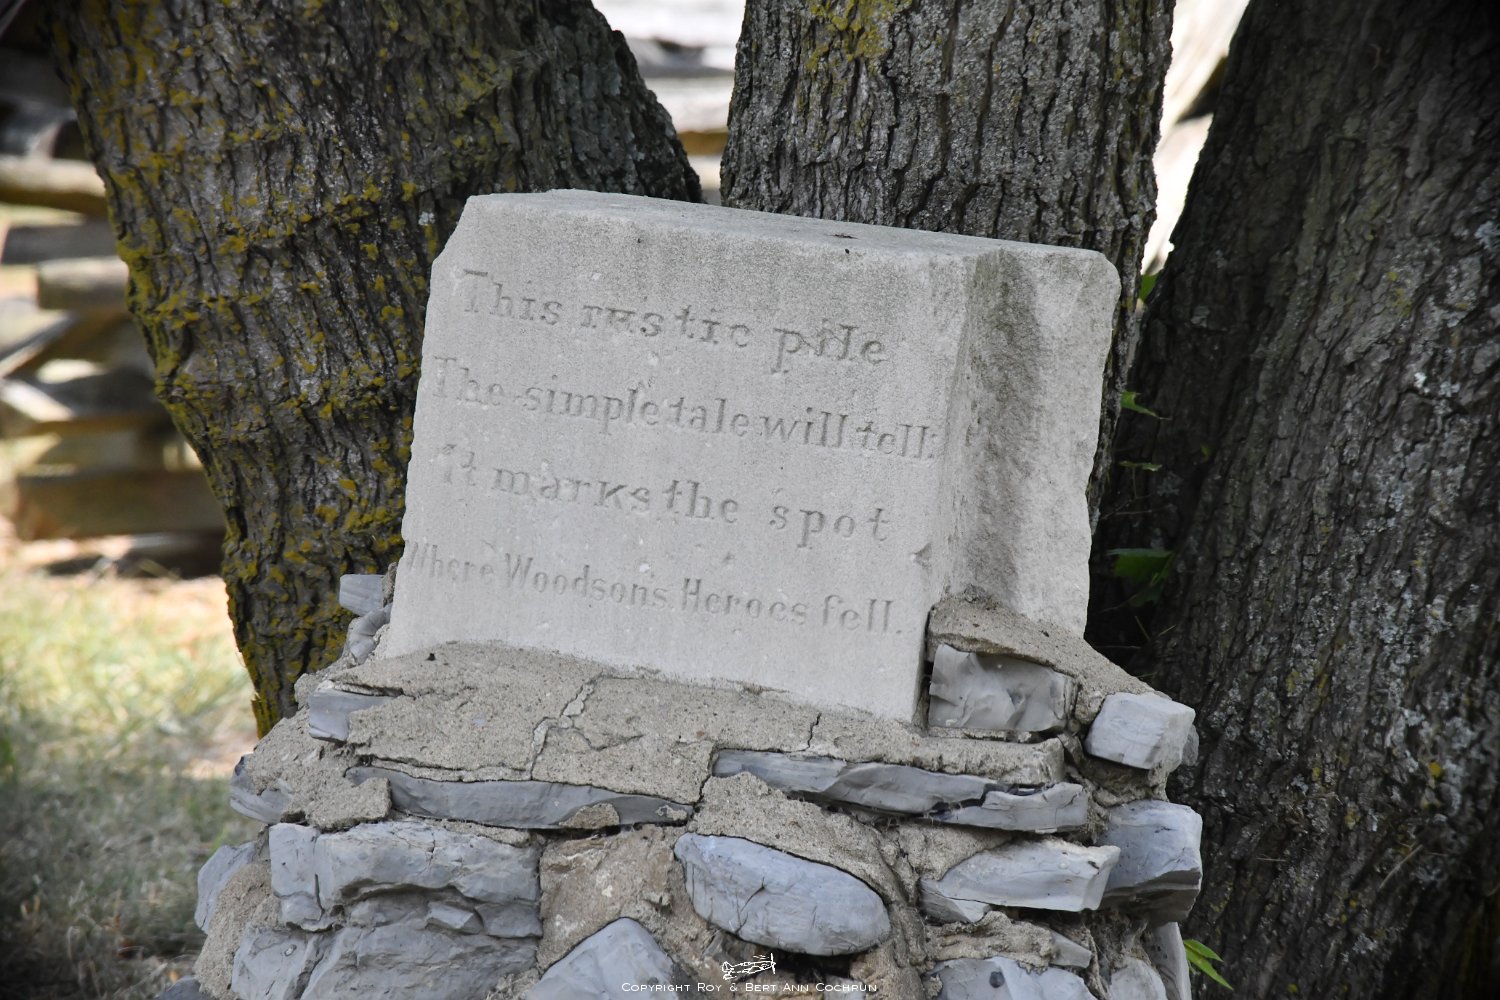 This rustic pile
The simple tale will tell:
It marks the spot
Where Woodson's Heroes fell.
Copyright Roy & Bert Ann Cochrun